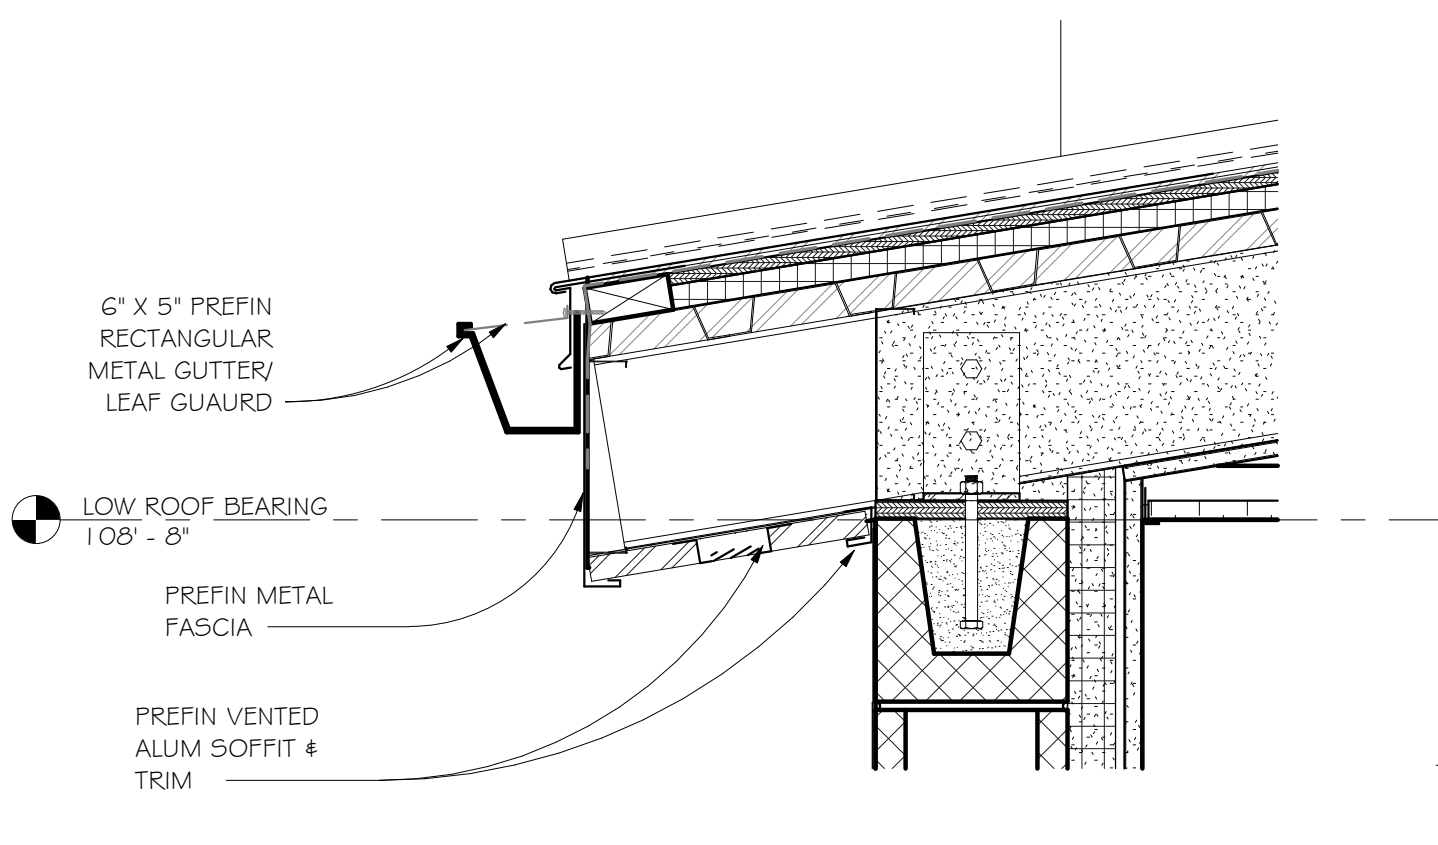 6" X 5" PREFIN
RECTANGULAR
METAL GUTTER/
LEAF GUAURD
LOW ROOF BEARING
108' - 8"
PREFIN METAL
FASCIA
PREFIN VENTED
ALUM SOFFIT &
TRIM